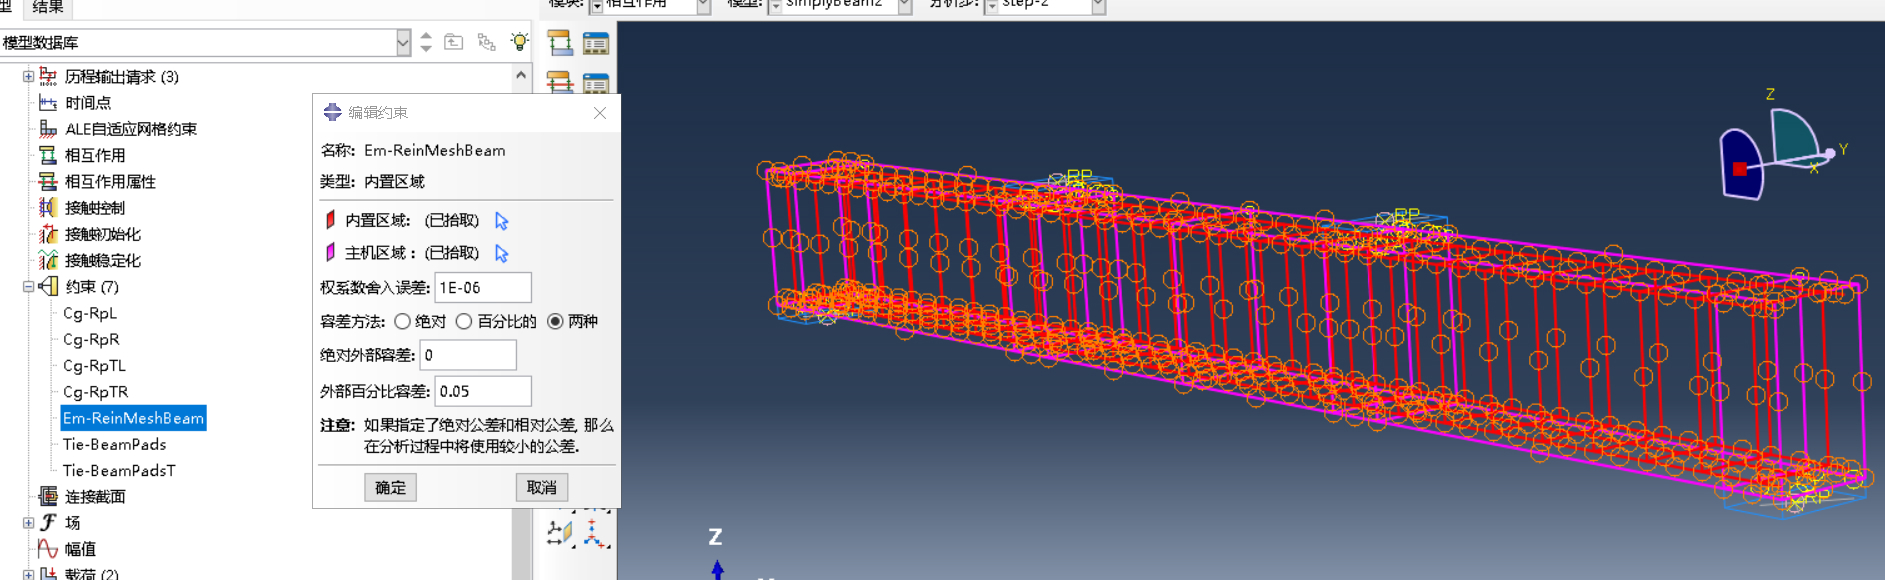 型 结果
模块: 相互作用 模型: SimplyBeam2 分析步: Step-2
模型数据库
历程输出请求 (3)
时间点
ALE自适应网格约束
相互作用
相互作用属性
接触控制
接触初始化
接触稳定化
约束 (7)
Cg-RpL
Cg-RpR
Cg-RpTL
Cg-RpTR
Em-ReinMeshBeam
Tie-BeamPads
Tie-BeamPadsT
连接截面
场
幅值
载荷 (2)
编辑约束
名称: Em-ReinMeshBeam
类型: 内置区域
内置区域: (已拾取)
主机区域: (已拾取)
权系数舍入误差: 1E-06
容差方法: 绝对 百分比的 两种
绝对外部容差: 0
外部百分比容差: 0.05
注意: 如果指定了绝对公差和相对公差, 那么
在分析过程中将使用较小的公差.
确定 取消
RP
RP
RP
Z
Y
X
Z